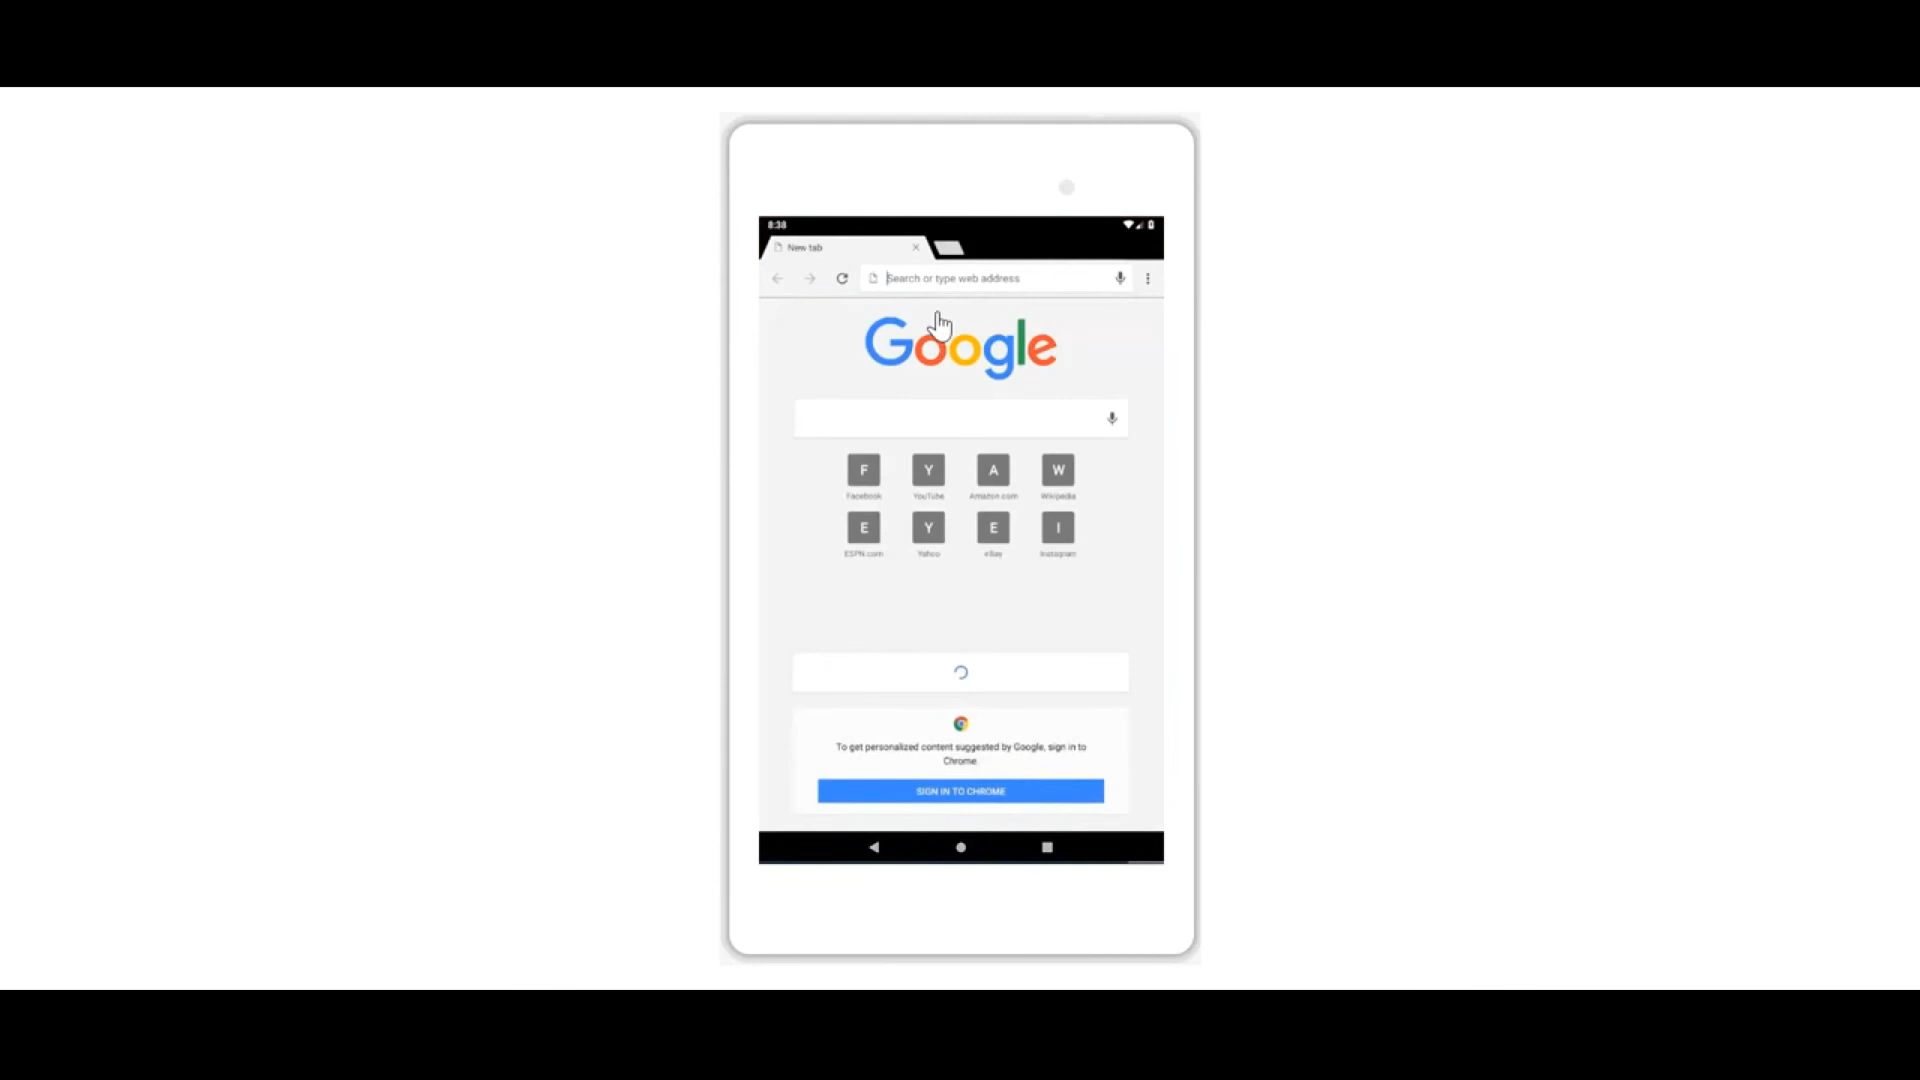 8:38
New tab
Search or type web address
Google
F Y A W
Facebook YouTube Amazon.com Wikipedia
E Y E I
ESPN.com Yahoo eBay Instagram
To get personalized content suggested by Google, sign in to
Chrome
SIGN IN TO CHROME